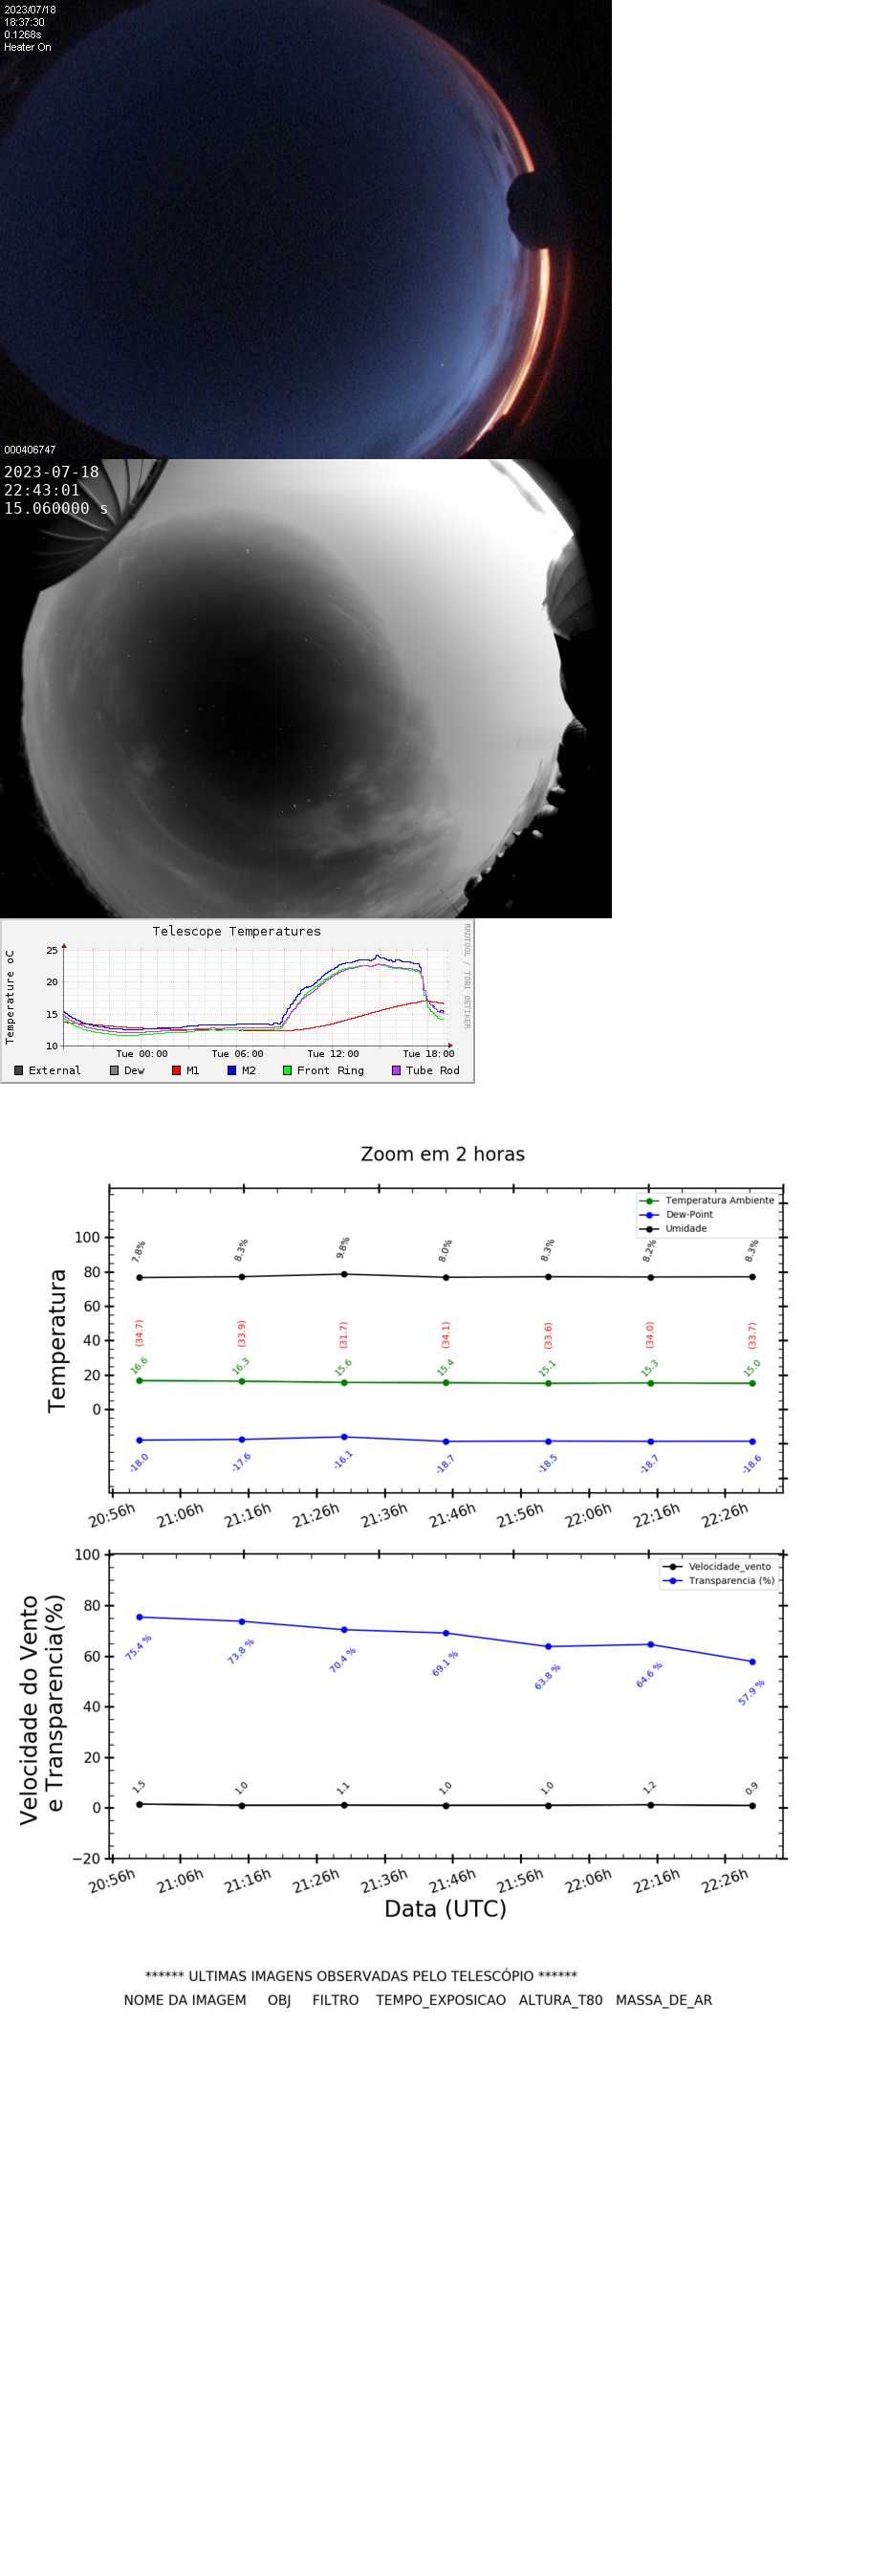 2023/07/18
18:37:30
0.1268s
Heater On
000406747
2023-07-18
22:43:01
15.060000 s
Telescope Temperatures
RRDTOOL / TOBI OETIKER
Temperature oC
25
20
15
10
Tue 00:00 Tue 06:00 Tue 12:00 Tue 18:00
External Dew M1 M2 Front Ring Tube Rod
Zoom em 2 horas
Temperatura Ambiente
Dew-Point
Umidade
Temperatura
100
80
60
40
20
0
7.8% 8.3% 9.8% 8.0% 8.3% 8.2% 8.3%
(34.7) (33.9) (31.7) (34.1) (33.6) (34.0) (33.7)
16.6 16.3 15.6 15.4 15.1 15.3 15.0
-18.0 -17.6 -16.1 -18.7 -18.5 -18.7 -18.6
20:56h 21:06h 21:16h 21:26h 21:36h 21:46h 21:56h 22:06h 22:16h 22:26h
Velocidade_vento
Transparencia (%)
Velocidade do Vento
e Transparencia(%)
100
80
60
40
20
0
−20
75.4 % 73.8 % 70.4 % 69.1 % 63.8 % 64.6 % 57.9 %
1.5 1.0 1.1 1.0 1.0 1.2 0.9
20:56h 21:06h 21:16h 21:26h 21:36h 21:46h 21:56h 22:06h 22:16h 22:26h
Data (UTC)
****** ULTIMAS IMAGENS OBSERVADAS PELO TELESCÓPIO ******
NOME DA IMAGEM OBJ FILTRO TEMPO_EXPOSICAO ALTURA_T80 MASSA_DE_AR